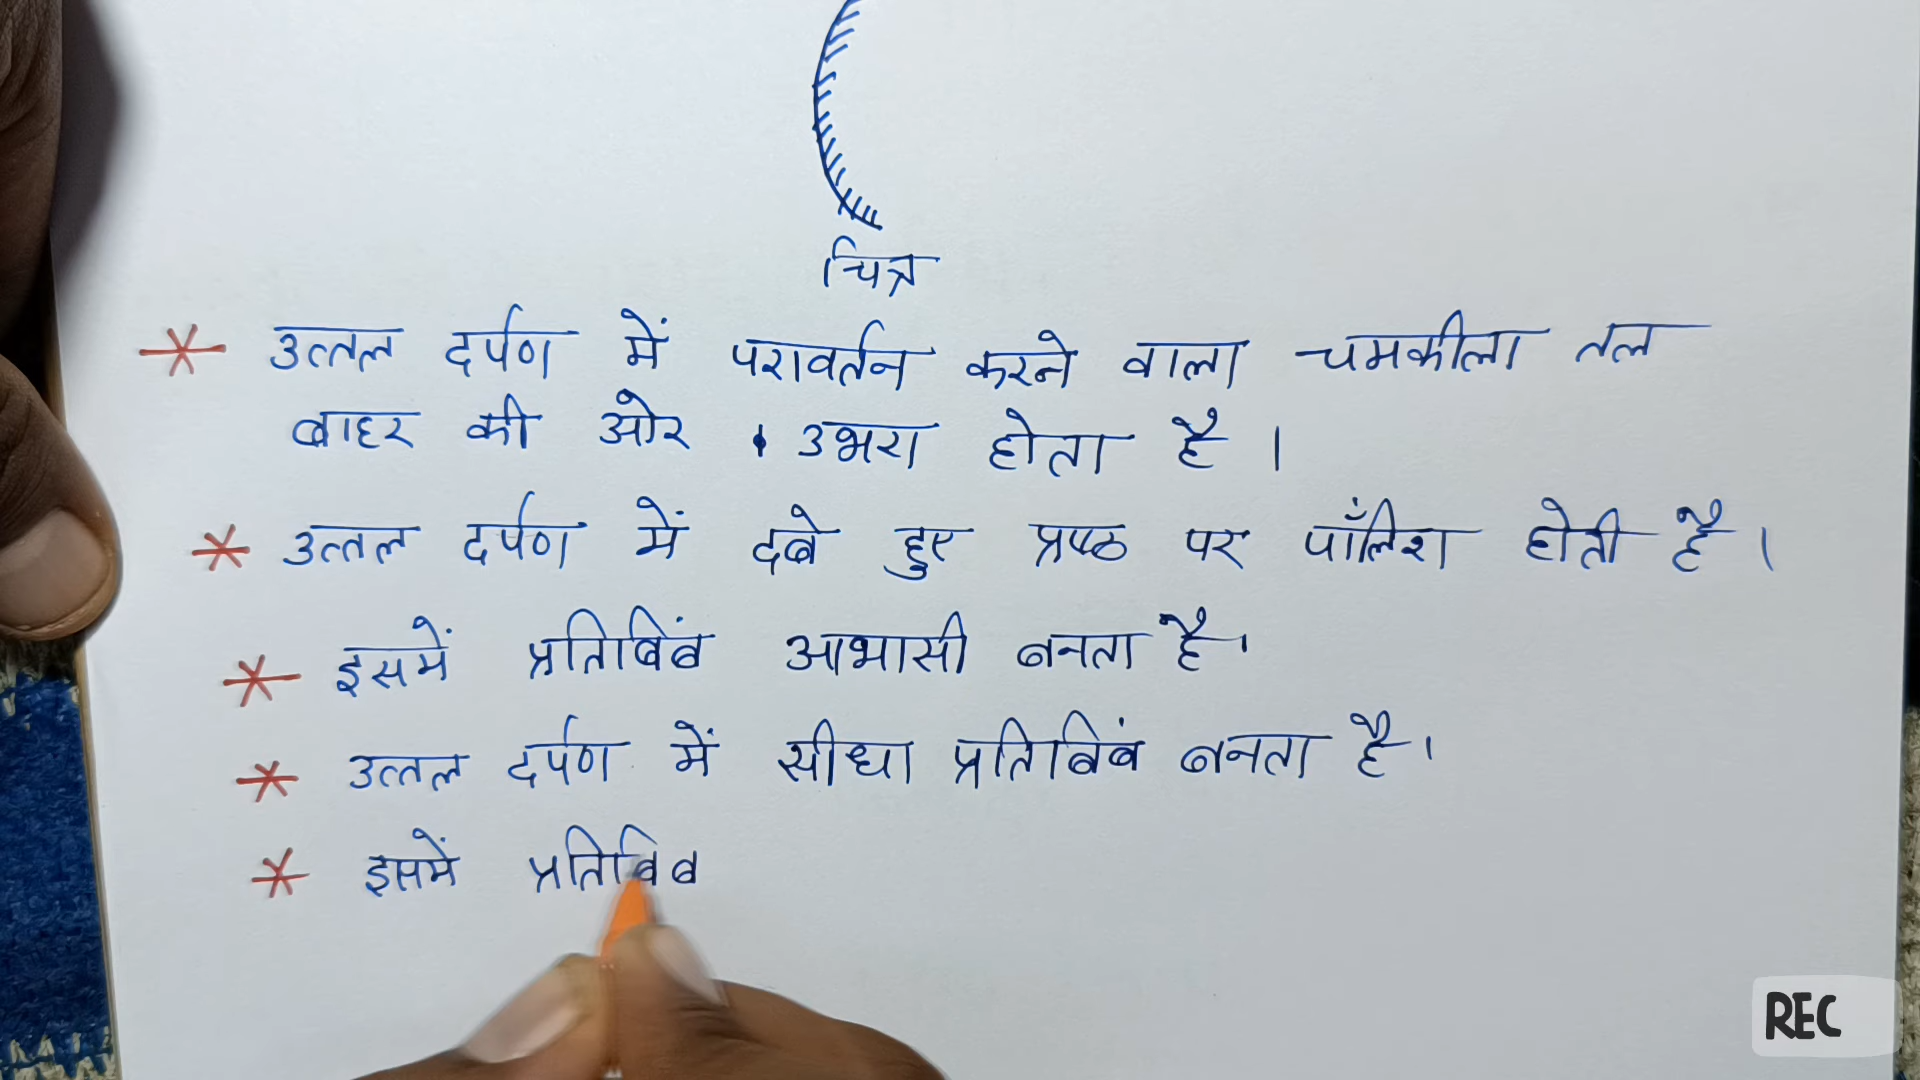 चित्र
* उत्तल दर्पण में परावर्तन करने वाला चमकीला तल
बाहर की ओर उभरा होता है ।
* उत्तल दर्पण में दबे हुए प्रष्ठ पर पॉंलिश होती है ।
* इसमें प्रतिबिंब आभासी बनता है ।
* उत्तल दर्पण में सीधा प्रतिबिंब बनता है ।
* इसमें प्रतिबिब
REC